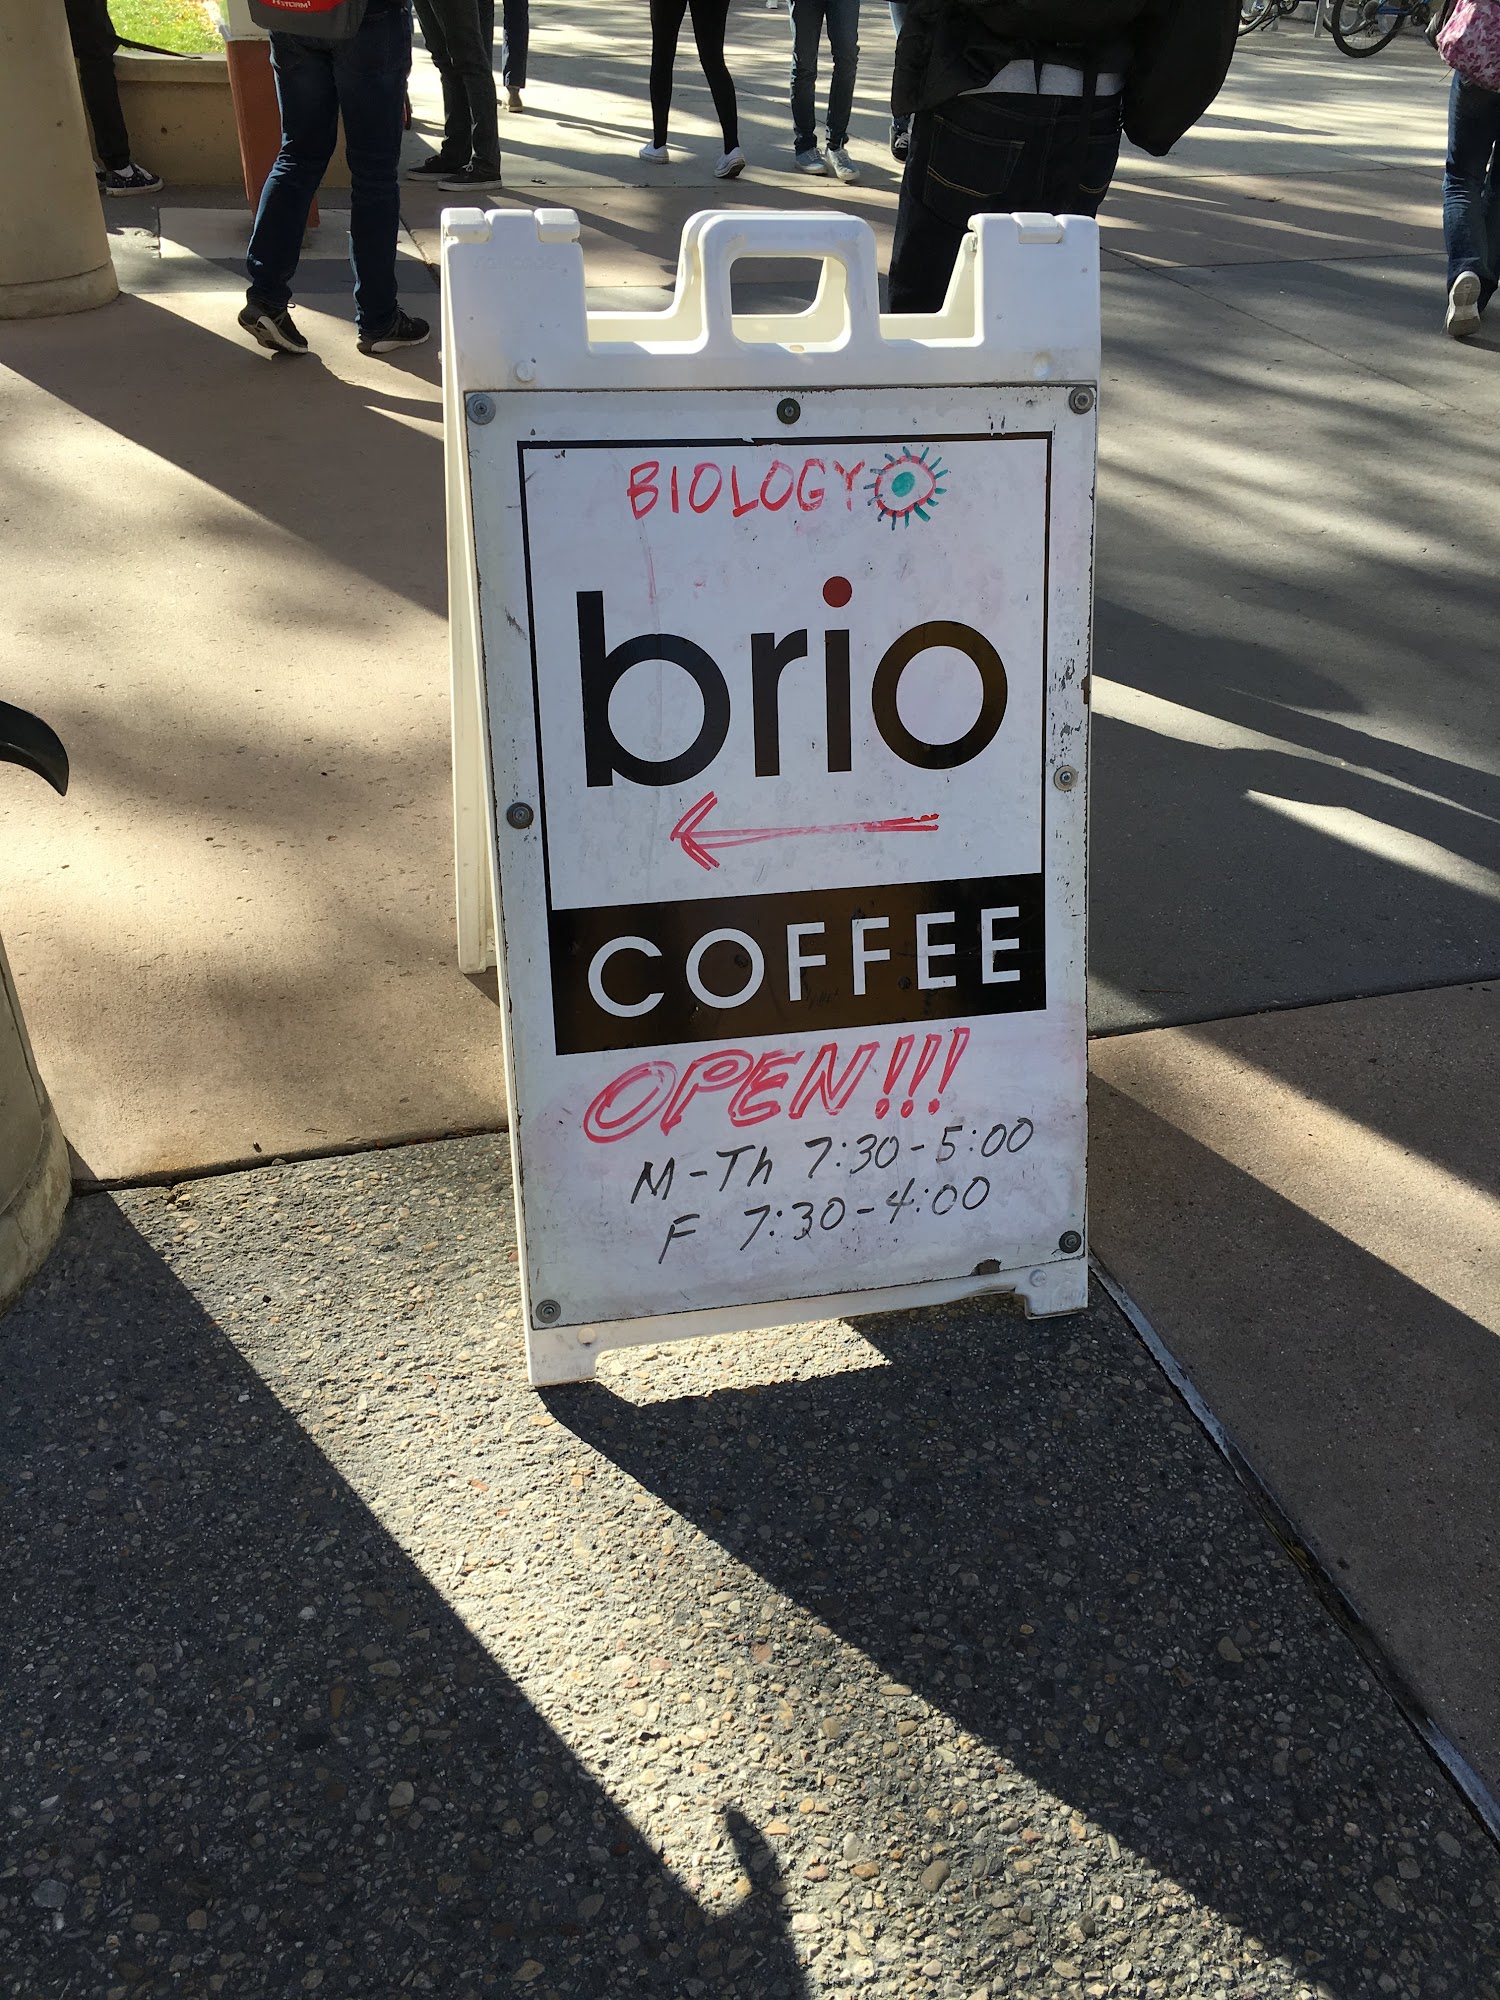 BIOLOGY
brio
COFFEE
OPEN!!!
M-Th 7:30-5:00
F 7:30-4:00